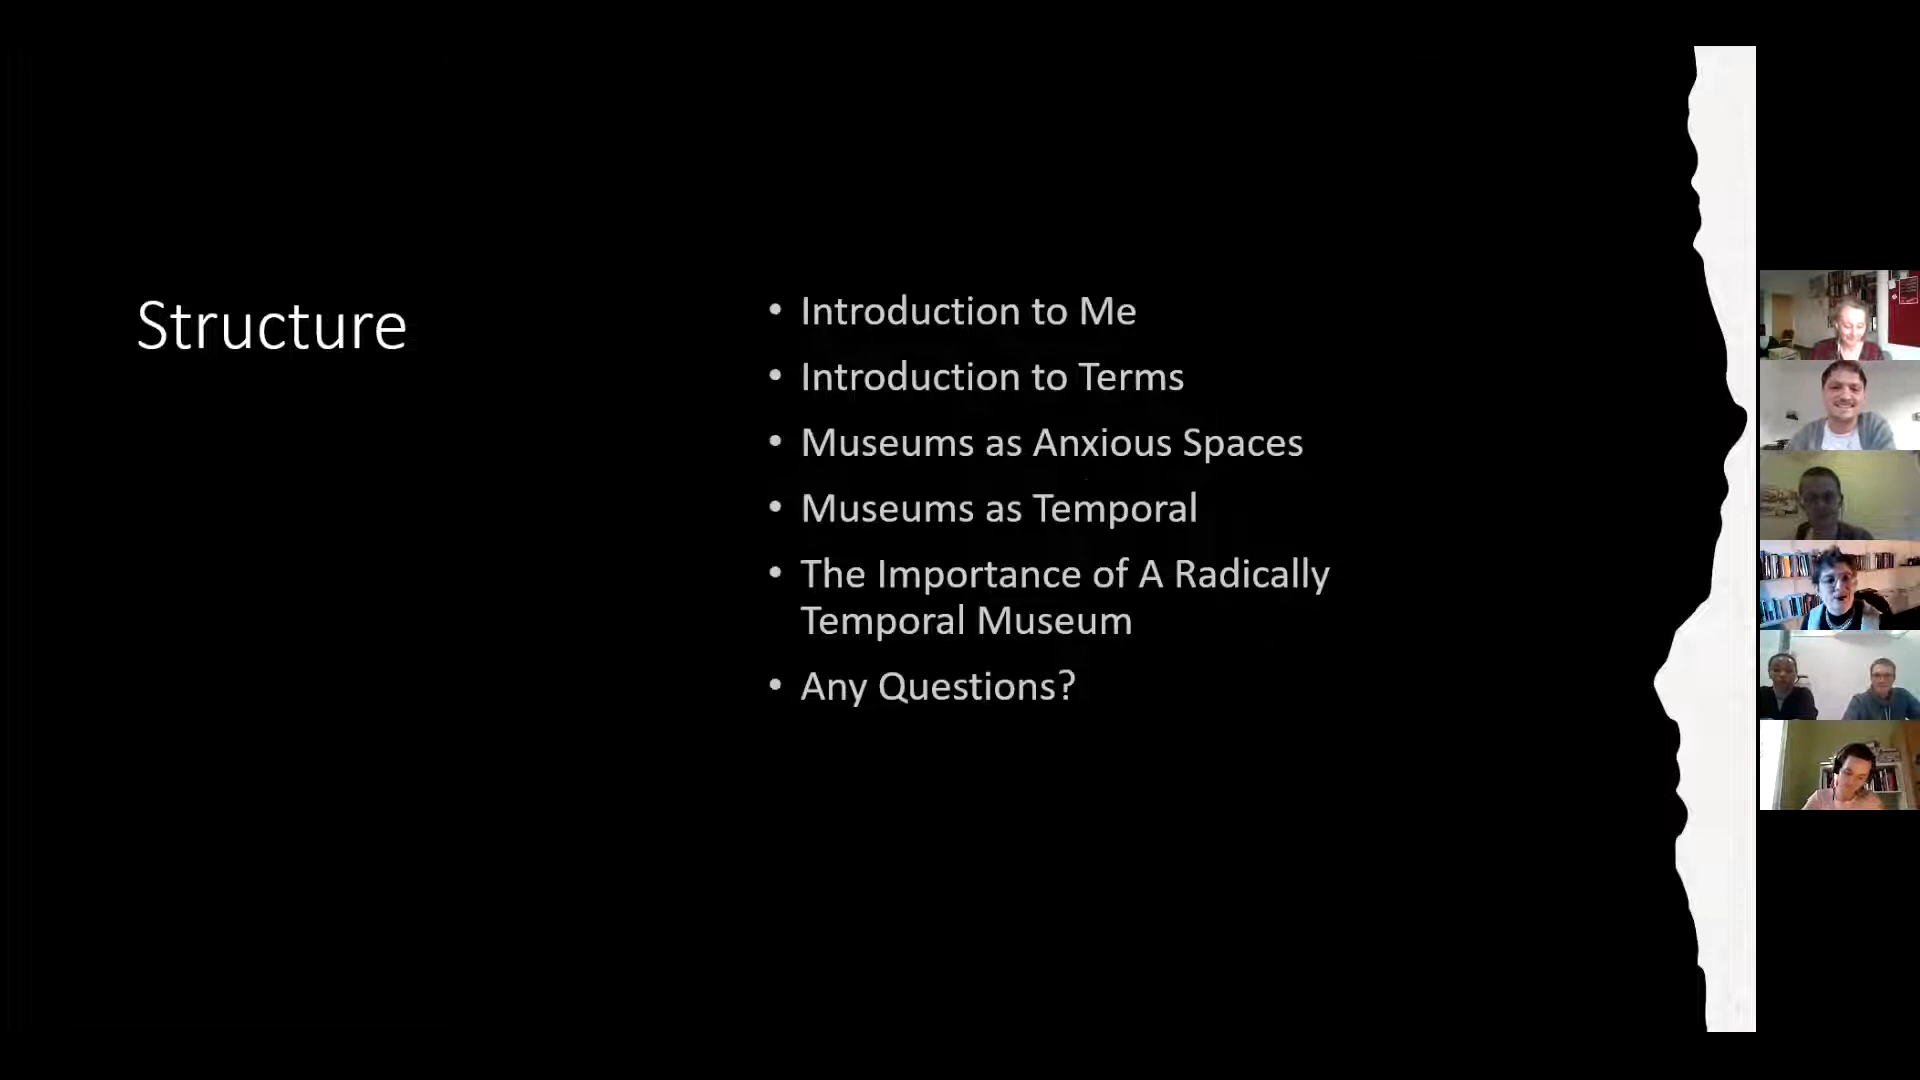 Structure
• Introduction to Me
• Introduction to Terms
• Museums as Anxious Spaces
• Museums as Temporal
• The Importance of A Radically
Temporal Museum
• Any Questions?